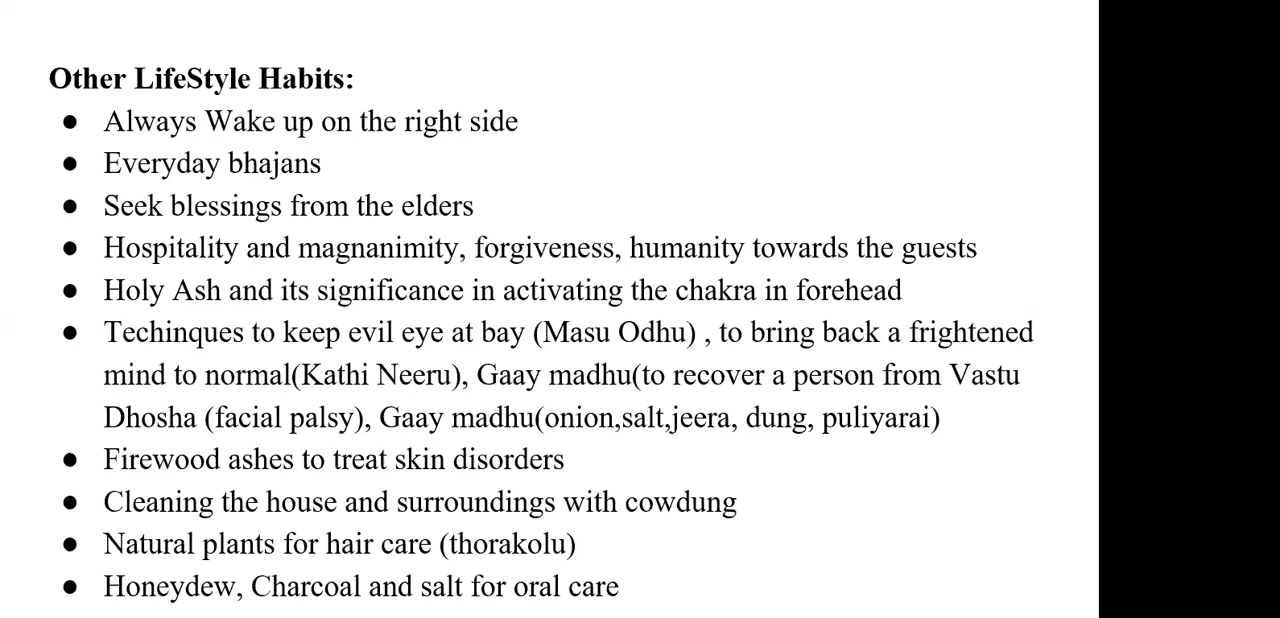 Other LifeStyle Habits:
● Always Wake up on the right side
● Everyday bhajans
● Seek blessings from the elders
● Hospitality and magnanimity, forgiveness, humanity towards the guests
● Holy Ash and its significance in activating the chakra in forehead
● Techinques to keep evil eye at bay (Masu Odhu) , to bring back a frightened
mind to normal(Kathi Neeru), Gaay madhu(to recover a person from Vastu
Dhosha (facial palsy), Gaay madhu(onion,salt,jeera, dung, puliyarai)
● Firewood ashes to treat skin disorders
● Cleaning the house and surroundings with cowdung
● Natural plants for hair care (thorakolu)
● Honeydew, Charcoal and salt for oral care